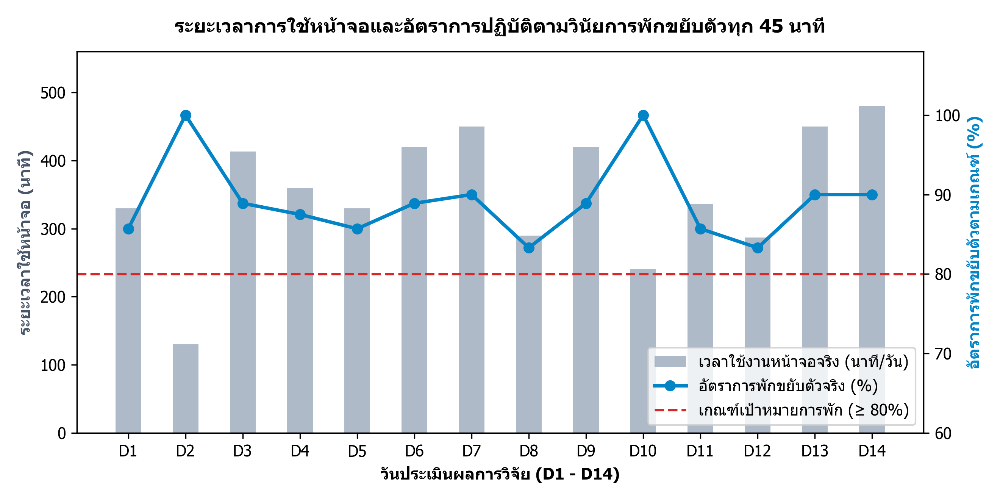 ระยะเวลาการใช้หน้าจอและอัตราการปฏิบัติตามวินัยการพักขยับตัวทุก 45 นาที
ระยะเวลาใช้หน้าจอ (นาที)
500
400
300
200
100
0
100
90
80
70
60
อัตราการพักขยับตัวตามเกณฑ์ (%)
เวลาใช้งานหน้าจอจริง (นาที/วัน)
อัตราการพักขยับตัวจริง (%)
เกณฑ์เป้าหมายการพัก (≥ 80%)
D1 D2 D3 D4 D5 D6 D7 D8 D9 D10 D11 D12 D13 D14
วันประเมินผลการวิจัย (D1 - D14)